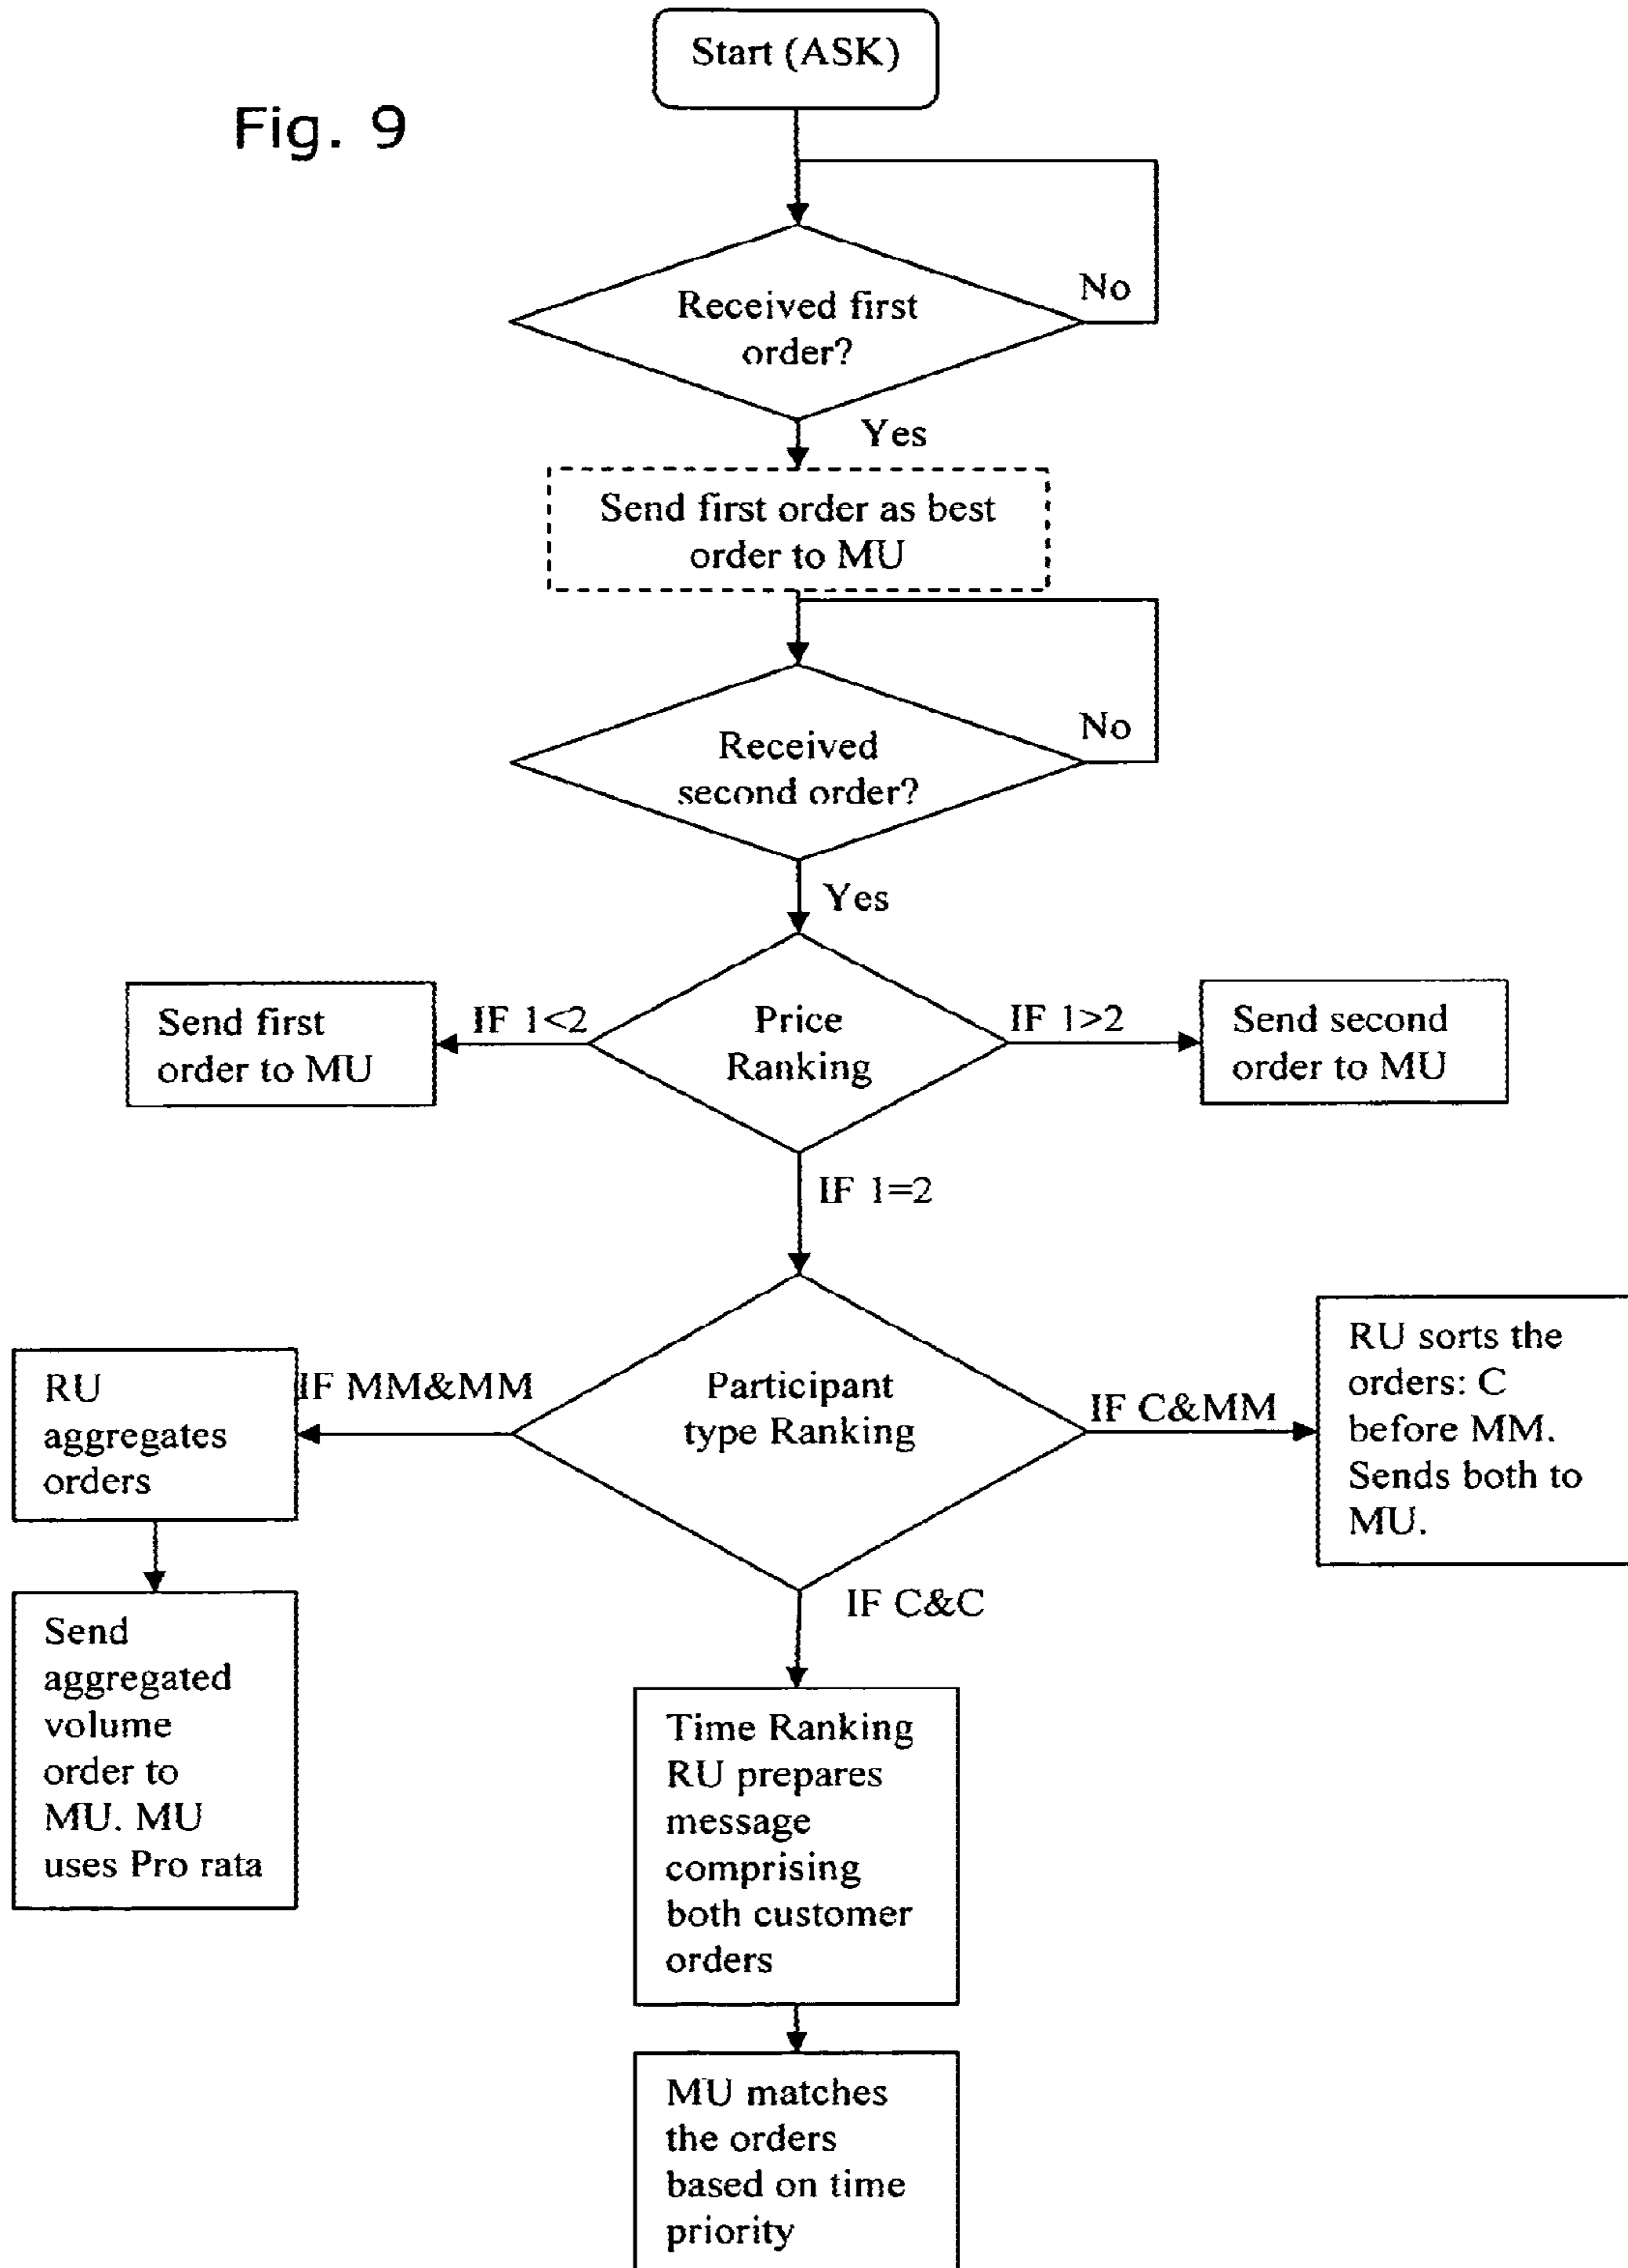 Start (ASK)
Fig. 9
No
Received first
order?
Yes
Send first order as best
order to MU
No
Received
second order?
Yes
Send first
order to MU
IF 1<2
Price
Ranking
IF 1>2
Send second
order to MU
IF 1=2
RU
aggregates
orders
IF MM&MM
Participant
type Ranking
IF C&MM
RU sorts the
orders: C
before MM.
Sends both to
MU.
IF C&C
Send
aggregated
volume
order to
MU. MU
uses Pro rata
Time Ranking
RU prepares
message
comprising
both customer
orders
MU matches
the orders
based on time
priority